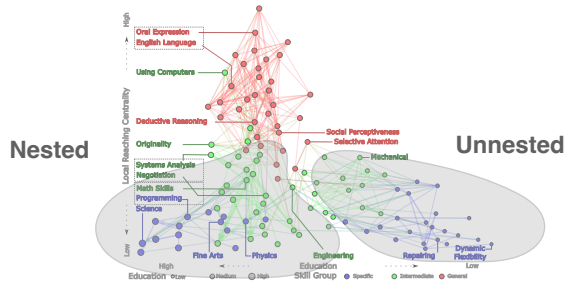 High
Oral Expression
English Language
Using Computers
Local Reaching Centrality
Deductive Reasoning
Social Perceptiveness
Selective Attention
Originality
Mechanical
Nested
Unnested
Systems Analysis
Negotiation
Math Skills
Programming
Science
Low
Fine Arts
Physics
Engineering
Repairing
Dynamic
Flexibility
High
Education
Low
Education
Low
Medium
High
Skill Group
Specific
Intermediate
General